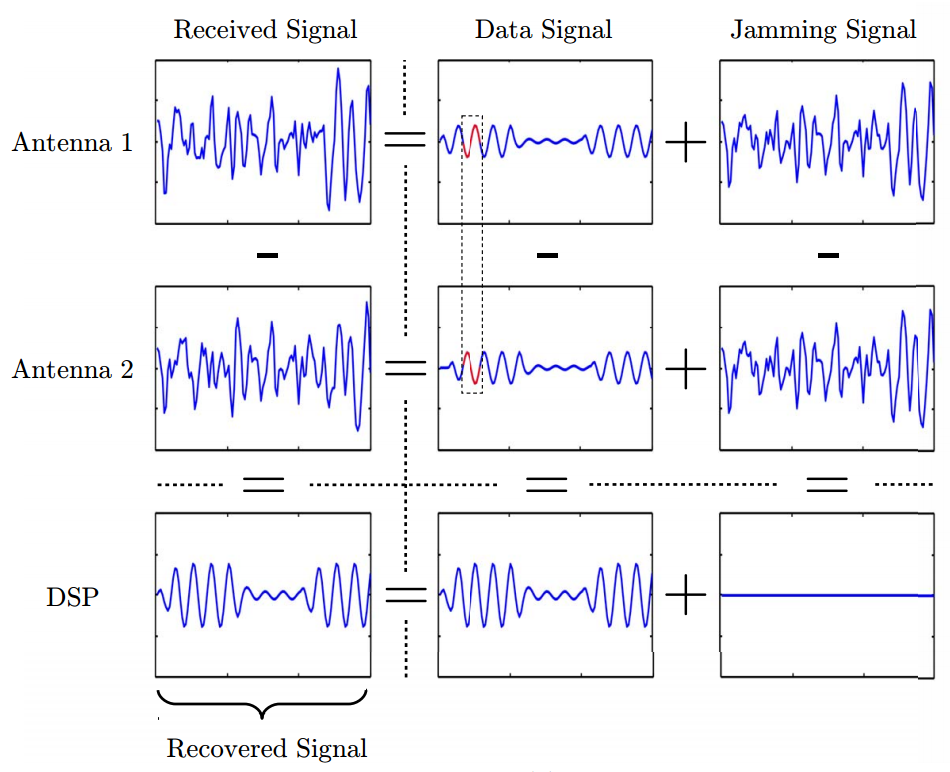 Received Signal
Data Signal
Jamming Signal
Antenna 1
=
+
-
-
-
Antenna 2
=
+
=
=
=
DSP
=
+
Recovered Signal